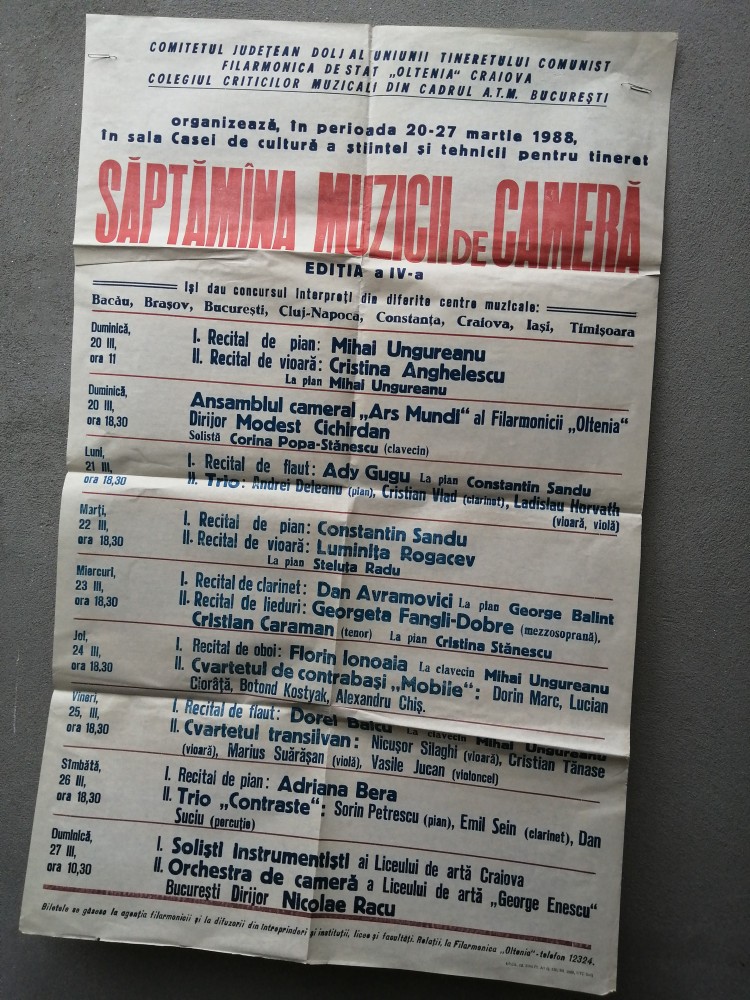 COMITETUL JUDEȚEAN DOLJ AL UNIUNII TINERETULUI COMUNIST
FILARMONICA DE STAT „OLTENIA" CRAIOVA
COLEGIUL CRITICILOR MUZICALI DIN CADRUL A.T.M. BUCUREȘTI
organizează, în perioada 20-27 martie 1988,
în sala Casei de cultură a științei și tehnicii pentru tineret
SĂPTĂMÎNA MUZICII DE CAMERĂ
EDIȚIA a IV-a
Își dau concursul interpreți din diferite centre muzicale:
Bacău, Brașov, București, Cluj-Napoca, Constanța, Craiova, Iași, Timișoara
Duminică,
20 III,
ora 11
I. Recital de pian: Mihai Ungureanu
II. Recital de vioară: Cristina Anghelescu
La pian Mihai Ungureanu
Duminică,
20 III,
ora 18,30
Ansamblul cameral „Ars Mundi" al Filarmonicii „Oltenia"
Dirijor Modest Cichirdan
Solistă Corina Popa-Stănescu (clavecin)
Luni,
21 III,
ora 18,30
I. Recital de flaut: Ady Gugu La pian Constantin Sandu
II. Trio: Andrei Deleanu (pian), Cristian Vlad (clarinet), Ladislau Horvath
(vioară, violă)
Marți,
22 III,
ora 18,30
I. Recital de pian: Constantin Sandu
II. Recital de vioară: Luminița Rogacev
La pian Steluța Radu
Miercuri,
23 III,
ora 18,30
I. Recital de clarinet: Dan Avramovici La pian George Balint
II. Recital de lieduri: Georgeta Fangli-Dobre (mezzosoprană).
Cristian Caraman (tenor) La pian Cristina Stănescu
Joi,
24 III,
ora 18,30
I. Recital de oboi: Florin Ionoaia La clavecin Mihai Ungureanu
II. Cvartetul de contrabași „Mobile": Dorin Marc, Lucian
Ciorâță, Botond Kostyak, Alexandru Chiș.
Vineri,
25, III,
ora 18,30
I. Recital de flaut: Dorel Baicu La clavecin Mihai Ungureanu
II. Cvartetul transilvan: Nicușor Silaghi (vioară), Cristian Tănase
(vioară), Marius Suărășan (violă), Vasile Jucan (violoncel)
Sîmbătă,
26 III,
ora 18,30
I. Recital de pian: Adriana Bera
II. Trio „Contraste": Sorin Petrescu (pian), Emil Sein (clarinet), Dan
Suciu (percuție)
Duminică,
27 III,
ora 10,30
I. Soliști instrumentiști ai Liceului de artă Craiova
II. Orchestra de cameră a Liceului de artă „George Enescu"
București Dirijor Nicolae Racu
Biletele se găsesc la agenția filarmonicii și la difuzorii din întreprinderi și instituții, licee și facultăți. Relații, la Filarmonica „Oltenia"-telefon 12324.